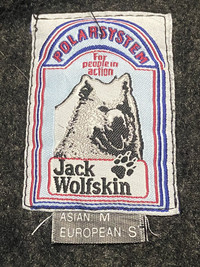 POLARSYSTEM
For
people in
action
Jack
Wolfskin
ASIAN: M
EUROPEAN: S